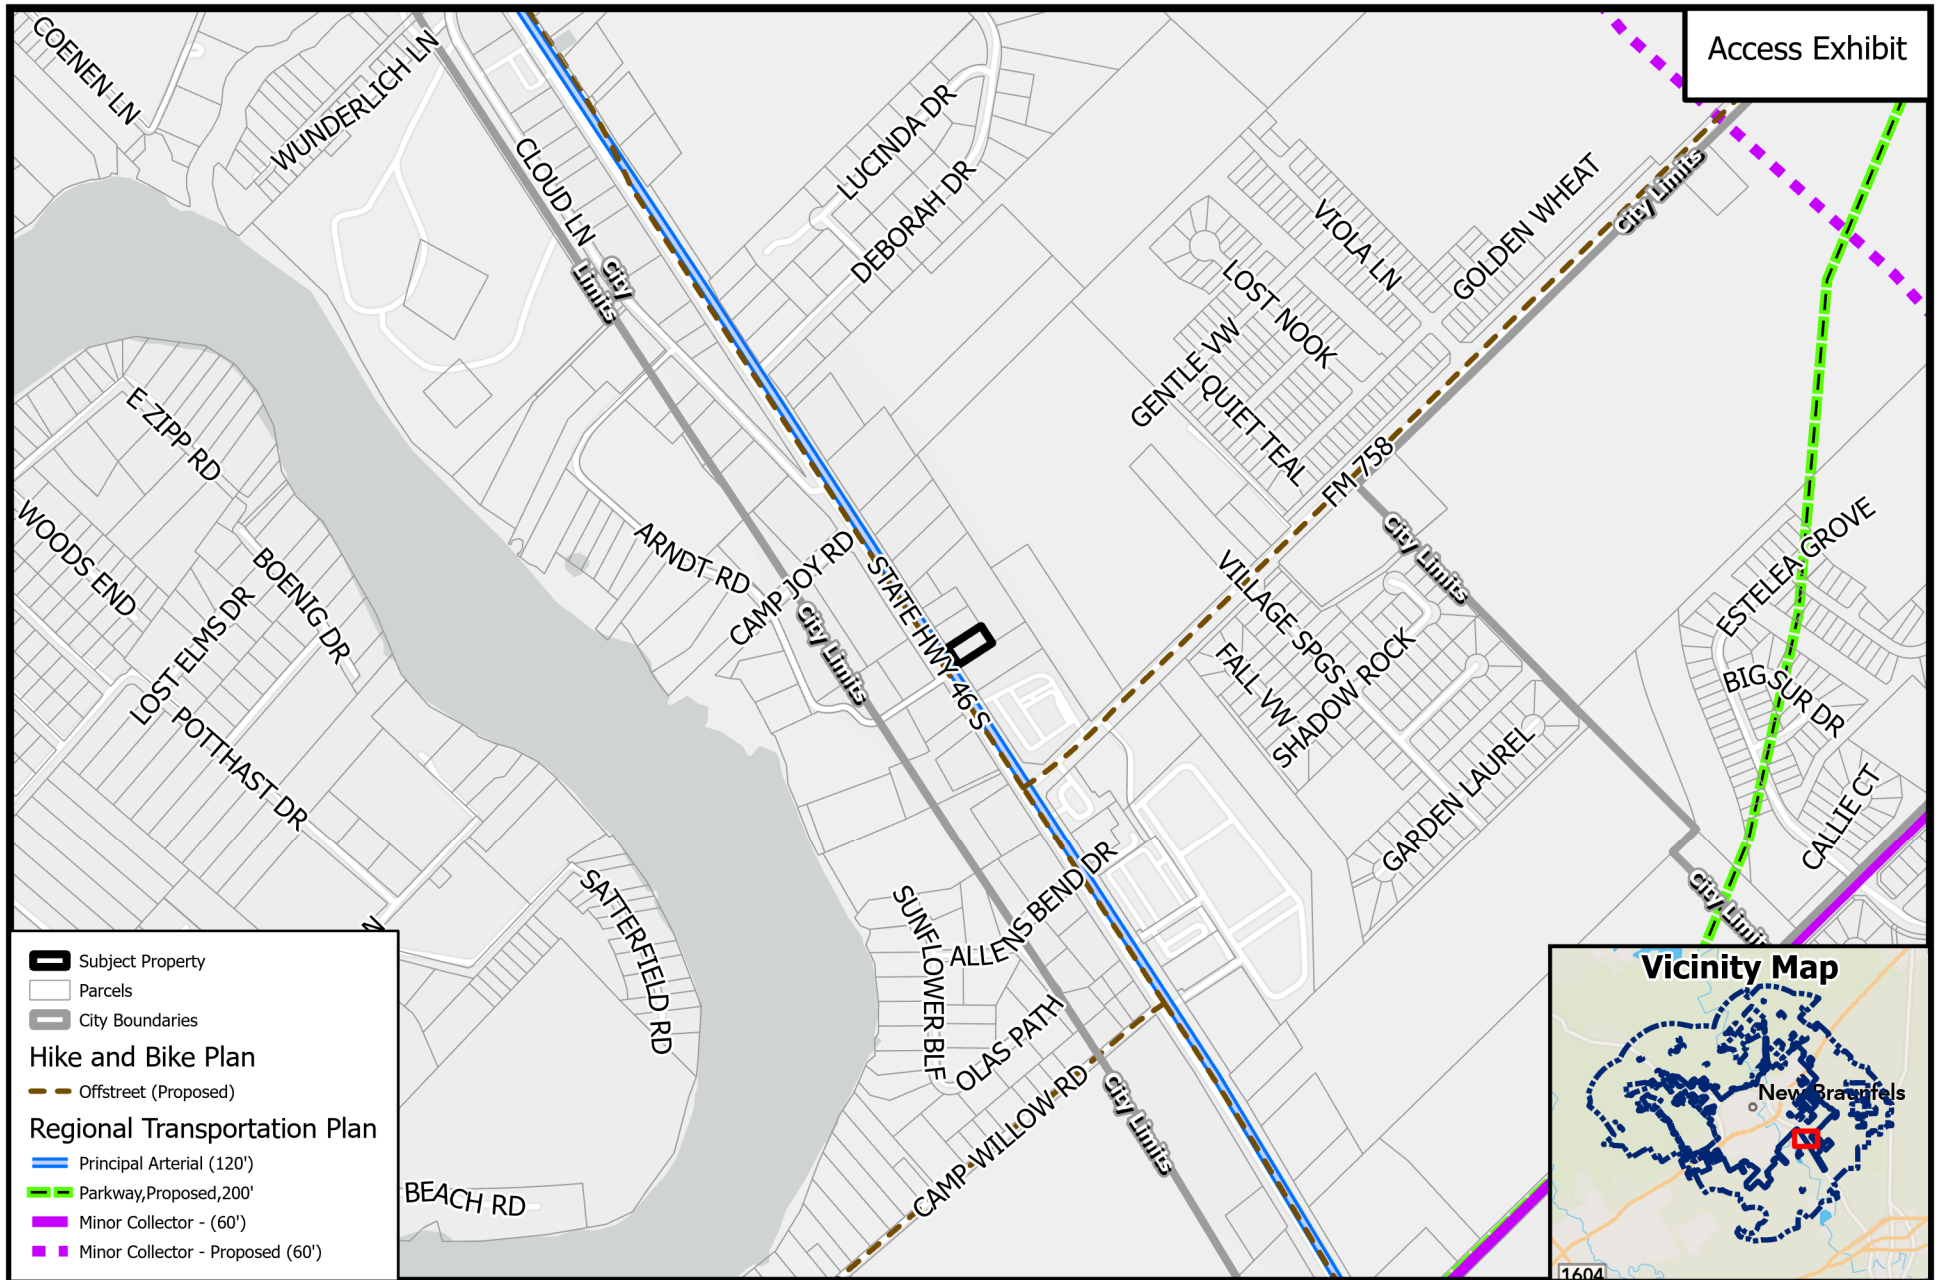 Access Exhibit
COENEN LN
WUNDERLICH LN
CLOUD LN
LUCINDA DR
DEBORAH DR
City
Limits
VIOLA LN
GOLDEN WHEAT
City Limits
LOST NOOK
GENTLE VW
QUIET TEAL
FM 758
E ZIPP RD
WOODS END
BOENIG DR
LOST ELMS DR
POTTHAST DR
ARNDT RD
CAMP JOY RD
City Limits
STATE HWY 46 S
VILLAGE SPGS
FALL VW
SHADOW ROCK
GARDEN LAUREL
City Limits
ESTELEA GROVE
BIG SUR DR
CALLIE CT
City Limits
SATTERFIELD RD
SUNFLOWER BLF
ALLENS BEND DR
OLAS PATH
CAMP WILLOW RD
City Limits
BEACH RD
Subject Property
Parcels
City Boundaries
Hike and Bike Plan
Offstreet (Proposed)
Regional Transportation Plan
Principal Arterial (120')
Parkway,Proposed,200'
Minor Collector - (60')
Minor Collector - Proposed (60')
Vicinity Map
New Braunfels
1604